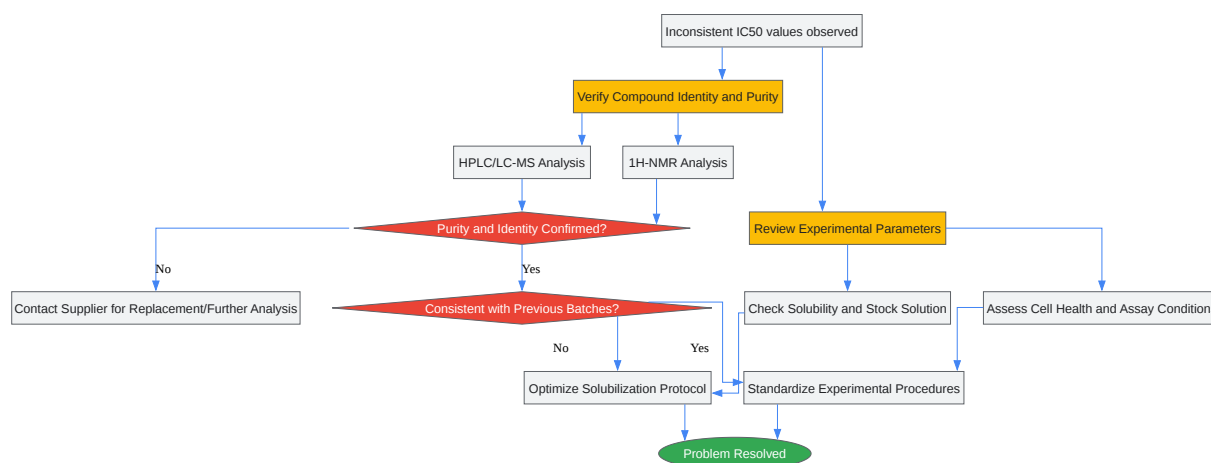 Inconsistent IC50 values observed
Verify Compound Identity and Purity
HPLC/LC-MS Analysis
1H-NMR Analysis
Purity and Identity Confirmed?
Review Experimental Parameters
No
Yes
Contact Supplier for Replacement/Further Analysis
Consistent with Previous Batches?
Check Solubility and Stock Solution
Assess Cell Health and Assay Condition
No
Yes
Optimize Solubilization Protocol
Standardize Experimental Procedures
Problem Resolved